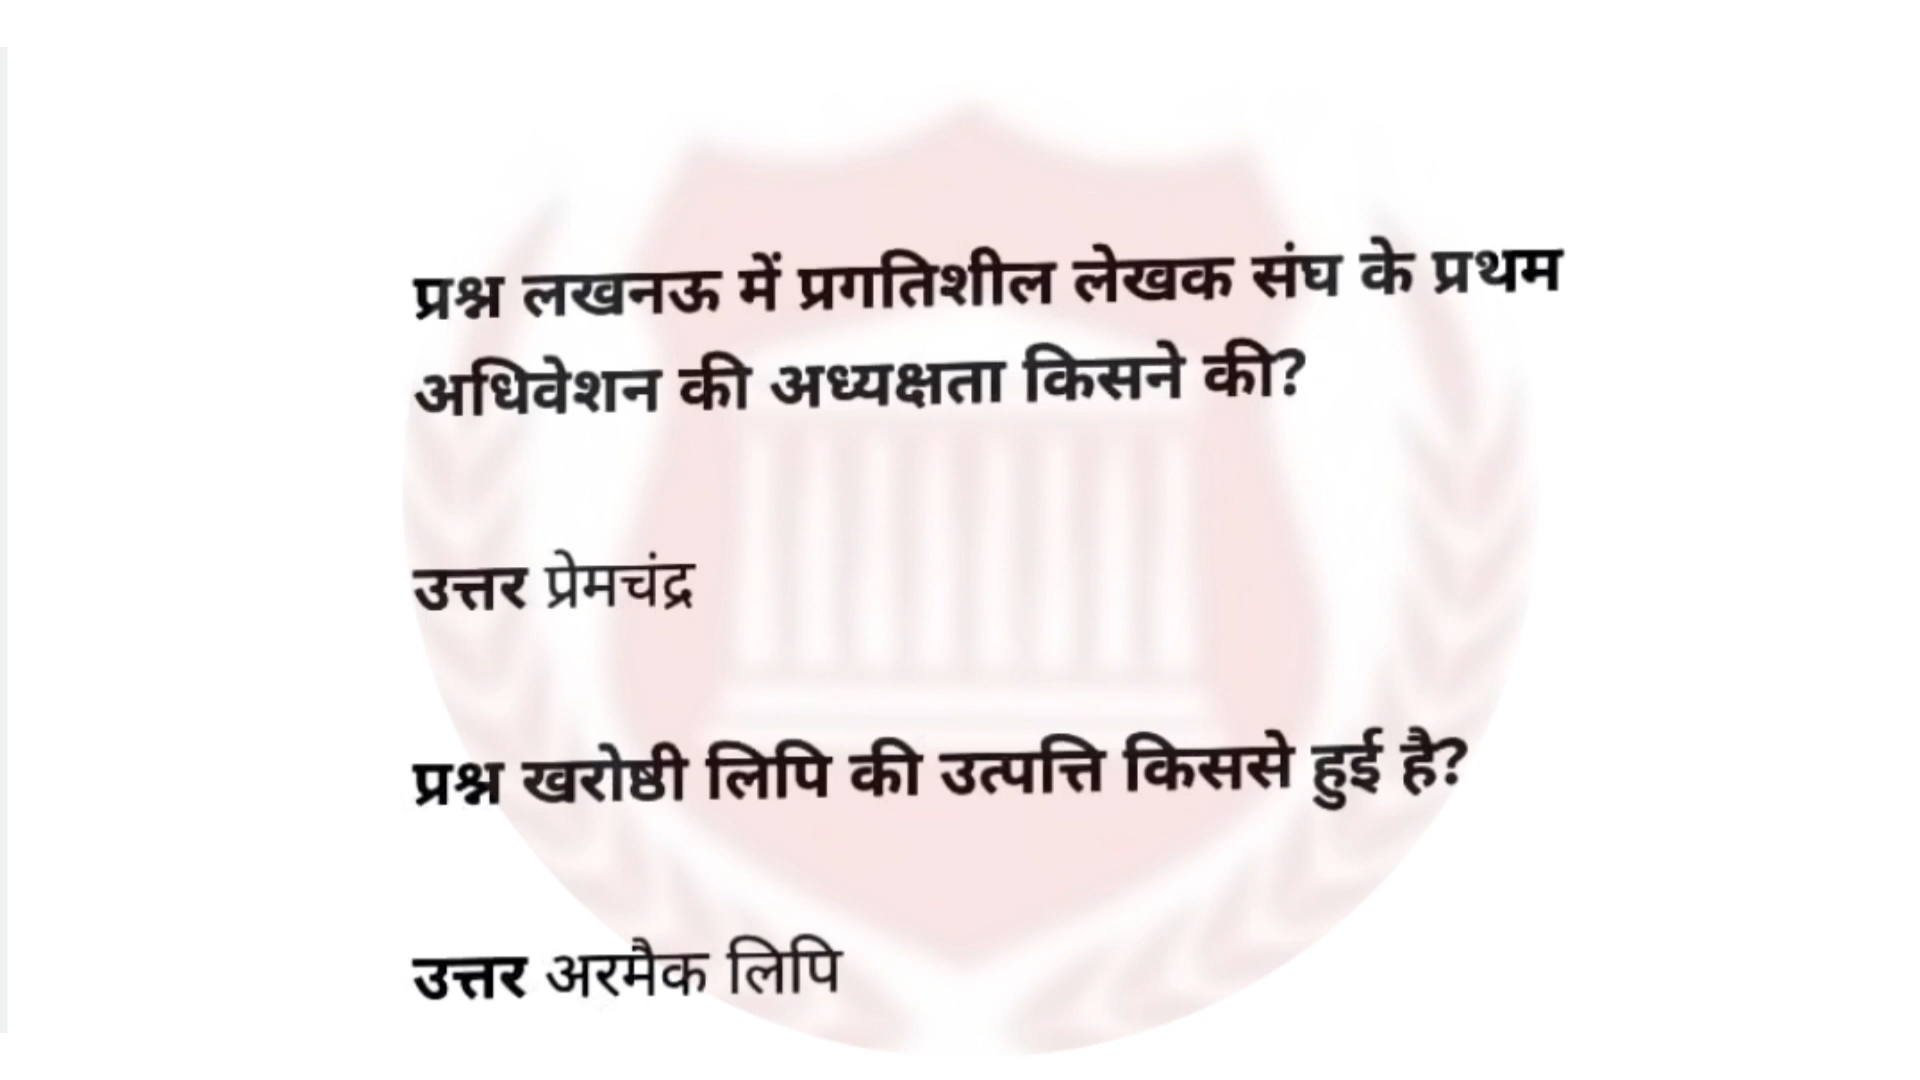 प्रश्न लखनऊ में प्रगतिशील लेखक संघ के प्रथम
अधिवेशन की अध्यक्षता किसने की?
उत्तर प्रेमचंद्र
प्रश्न खरोष्ठी लिपि की उत्पत्ति किससे हुई है?
उत्तर अरमैक लिपि